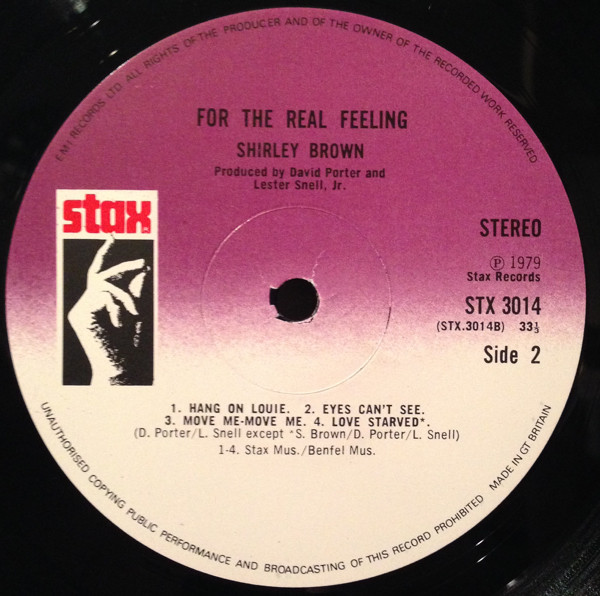 E.M.I RECORDS LTD. ALL RIGHTS OF THE PRODUCER AND OF THE OWNER OF THE RECORDED WORK RESERVED
FOR THE REAL FEELING
SHIRLEY BROWN
Produced by David Porter and
Lester Snell, Jr.
stax
STEREO
Ⓟ 1979
Stax Records
STX 3014
(STX.3014B) 33⅓
Side 2
1. HANG ON LOUIE. 2. EYES CAN'T SEE.
3. MOVE ME-MOVE ME. 4. LOVE STARVED*.
(D. Porter/L. Snell except *S. Brown/D. Porter/L. Snell)
1-4. Stax Mus./Benfel Mus.
UNAUTHORISED COPYING PUBLIC PERFORMANCE AND BROADCASTING OF THIS RECORD PROHIBITED MADE IN GT BRITAIN